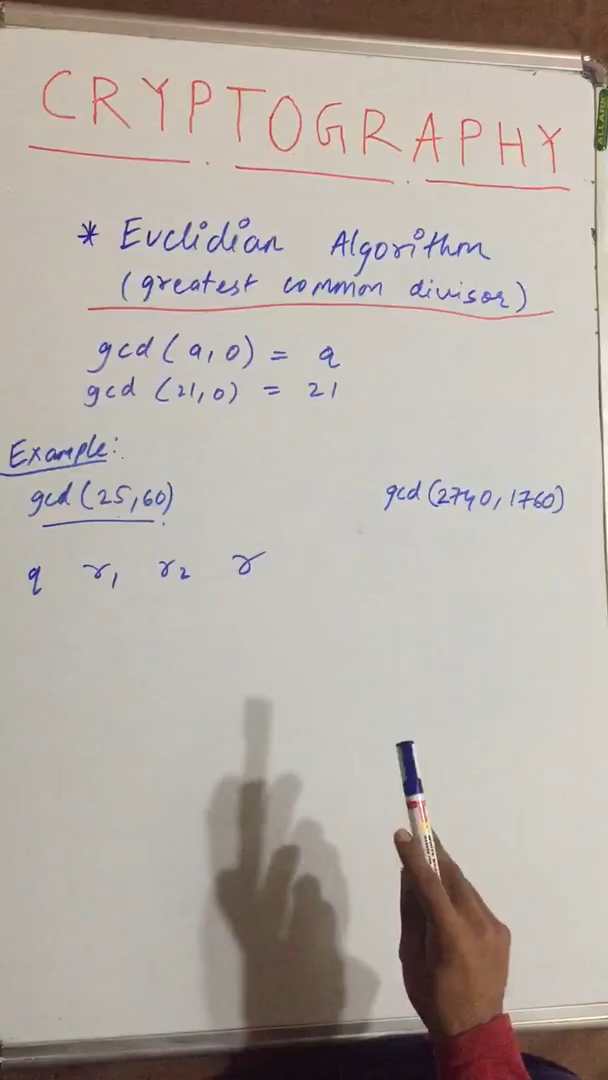 CRYPTOGRAPHY
* Euclidian Algorithm
(greatest common divisor)
gcd(a,0) = a
gcd (21,0) = 21
Example:
gcd(25,60)
gcd(2740,1760)
q r₁ r₂ r